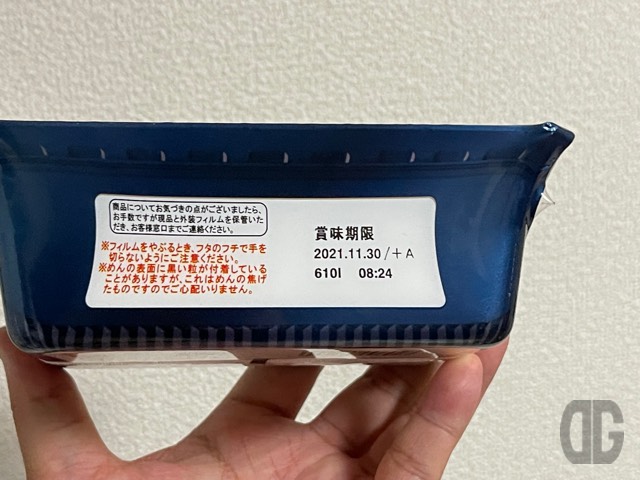 商品についてお気づきの点がございましたら、
お手数ですが現品と外装フィルムを保管いた
だき、お客様窓口までご連絡ください。
※フィルムをやぶるとき、フタのフチで手を
切らないようにご注意ください。
※めんの表面に黒い粒が付着している
ことがありますが、これはめんの焦げ
たものですのでご心配いりません。
賞味期限
2021.11.30/+A
610I 08:24
DG